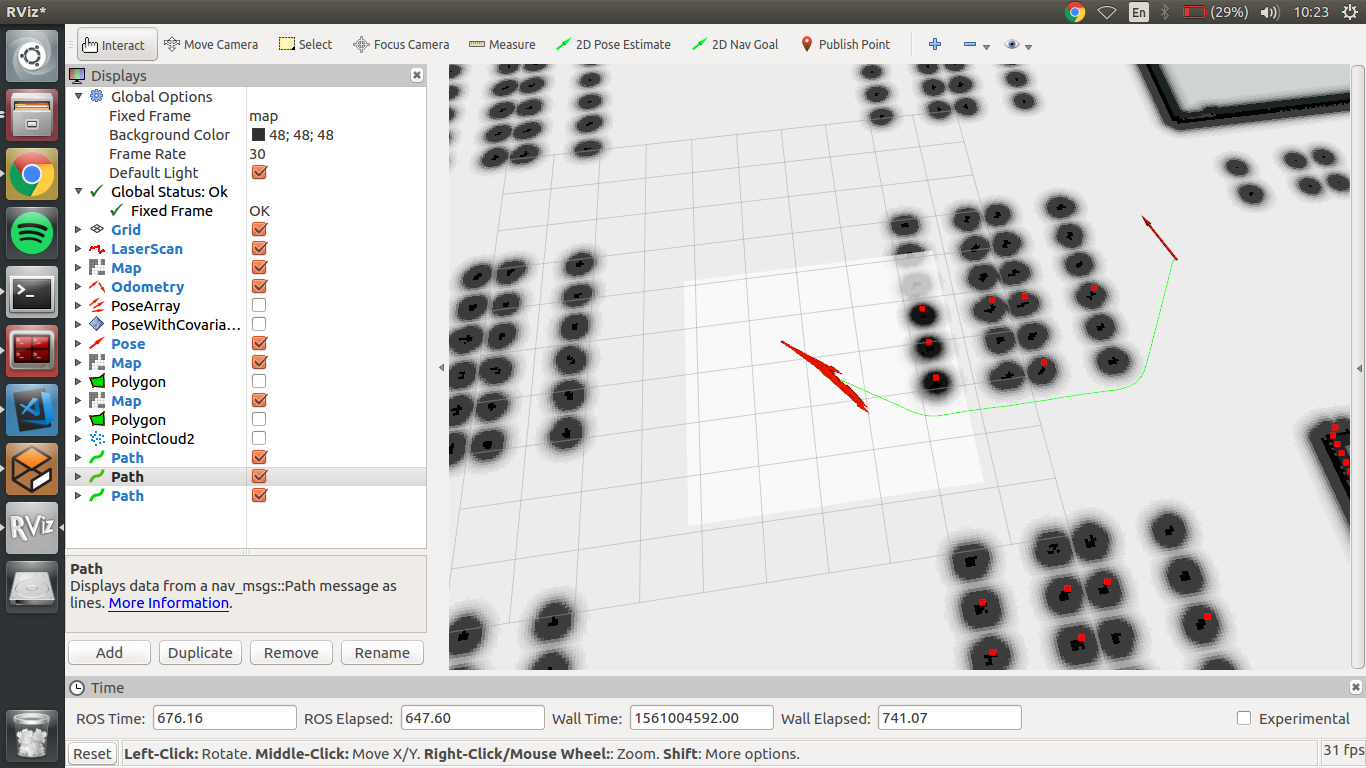 RViz*
En
(29%)
10:23
Interact
Move Camera
Select
Focus Camera
Measure
2D Pose Estimate
2D Nav Goal
Publish Point
Displays
Global Options
Fixed Frame map
Background Color 48; 48; 48
Frame Rate 30
Default Light
Global Status: Ok
Fixed Frame OK
Grid
LaserScan
Map
Odometry
PoseArray
PoseWithCovaria...
Pose
Map
Polygon
Map
Polygon
PointCloud2
Path
Path
Path
Path
Displays data from a nav_msgs::Path message as
lines. More Information.
Add
Duplicate
Remove
Rename
RViz
Time
ROS Time: 676.16
ROS Elapsed: 647.60
Wall Time: 1561004592.00
Wall Elapsed: 741.07
Experimental
Reset
Left-Click: Rotate. Middle-Click: Move X/Y. Right-Click/Mouse Wheel:: Zoom. Shift: More options.
31 fps